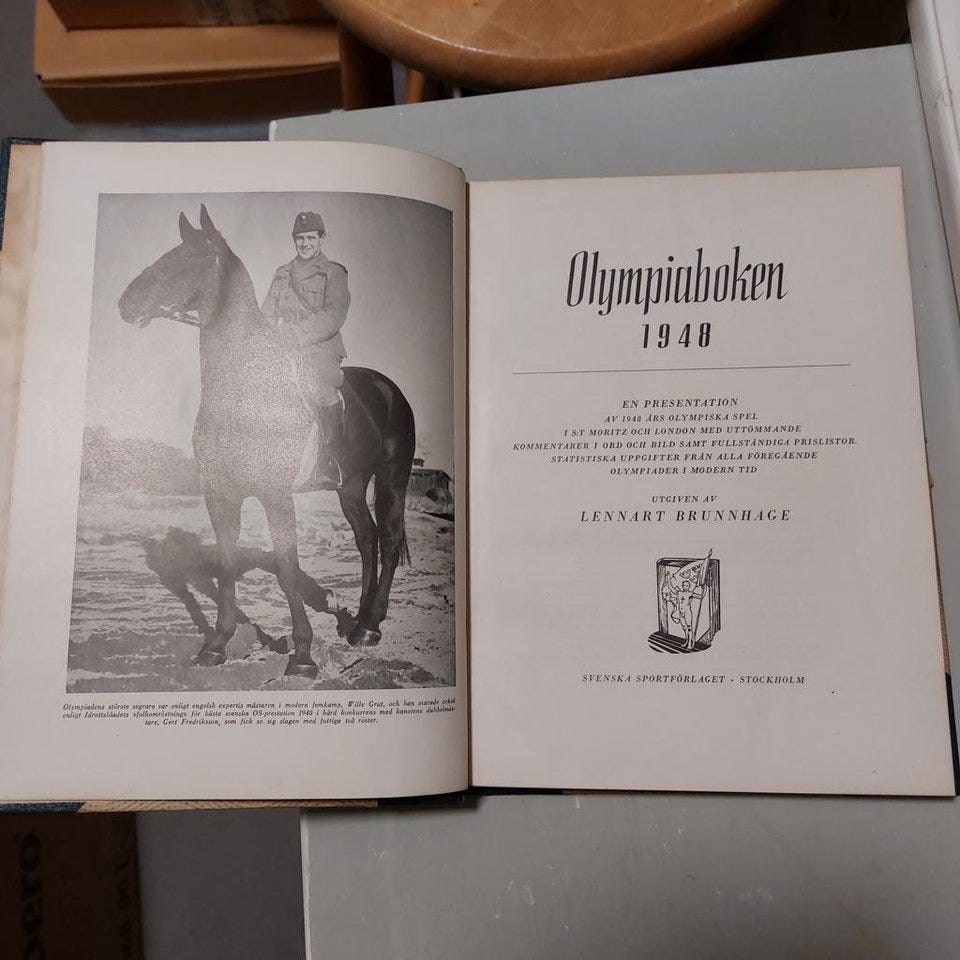 Olympiadens störste segrare var enligt engelsk expertis mästaren i modern femkamp, Wille Grut, och han svarade också
enligt Idrottsbladets »folkomröstning» för bästa svenska OS-prestation 1948 i hård konkurrens med kanotens dubbelmäs-
tare, Gert Fredriksson, som fick se sig slagen med futtiga två röster.
Olympiaboken
1948
EN PRESENTATION
AV 1948 ÅRS OLYMPISKA SPEL
I S:T MORITZ OCH LONDON MED UTTÖMMANDE
KOMMENTARER I ORD OCH BILD SAMT FULLSTÄNDIGA PRISLISTOR.
STATISTISKA UPPGIFTER FRÅN ALLA FÖREGÅENDE
OLYMPIADER I MODERN TID
UTGIVEN AV
LENNART BRUNNHAGE
SVENSKA SPORTFÖRLAGET · STOCKHOLM